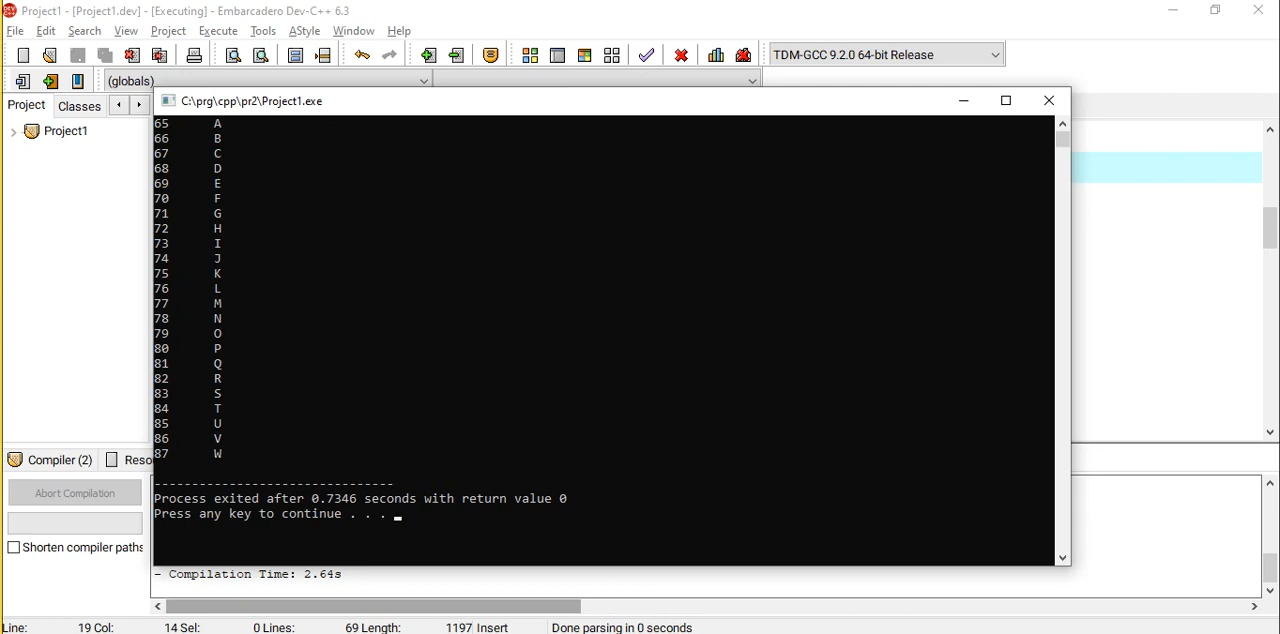 Project1 - [Project1.dev] - [Executing] - Embarcadero Dev-C++ 6.3
File Edit Search View Project Execute Tools AStyle Window Help
TDM-GCC 9.2.0 64-bit Release
(globals)
Project Classes
Project1
C:\prg\cpp\pr2\Project1.exe
65 A
66 B
67 C
68 D
69 E
70 F
71 G
72 H
73 I
74 J
75 K
76 L
77 M
78 N
79 O
80 P
81 Q
82 R
83 S
84 T
85 U
86 V
87 W
--------------------------------
Process exited after 0.7346 seconds with return value 0
Press any key to continue . . .
Compiler (2) Reso
Abort Compilation
Shorten compiler paths
- Compilation Time: 2.64s
Line: 19 Col: 14 Sel: 0 Lines: 69 Length: 1197 Insert Done parsing in 0 seconds